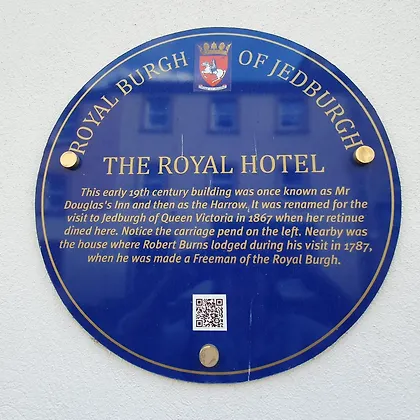 ROYAL BURGH OF JEDBURGH
THE ROYAL HOTEL
This early 19th century building was once known as Mr
Douglas's Inn and then as the Harrow. It was renamed for the
visit to Jedburgh of Queen Victoria in 1867 when her retinue
dined here. Notice the carriage pend on the left. Nearby was
the house where Robert Burns lodged during his visit in 1787,
when he was made a Freeman of the Royal Burgh.